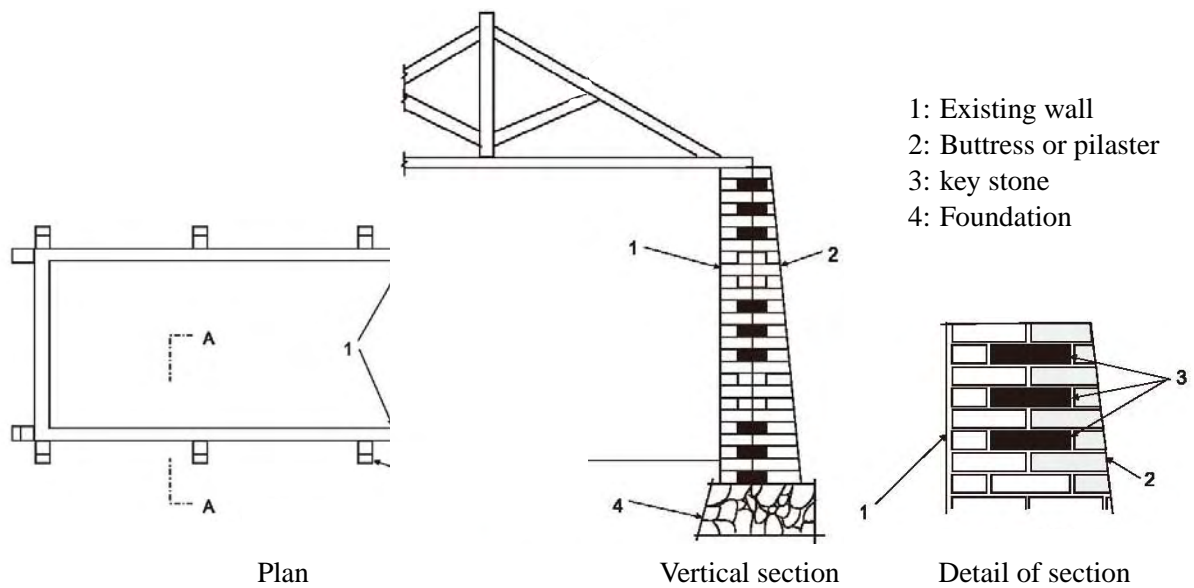 1: Existing wall
2: Buttress or pilaster
3: key stone
4: Foundation
1
2
A
1
3
4
A
1
2
Plan
Vertical section
Detail of section